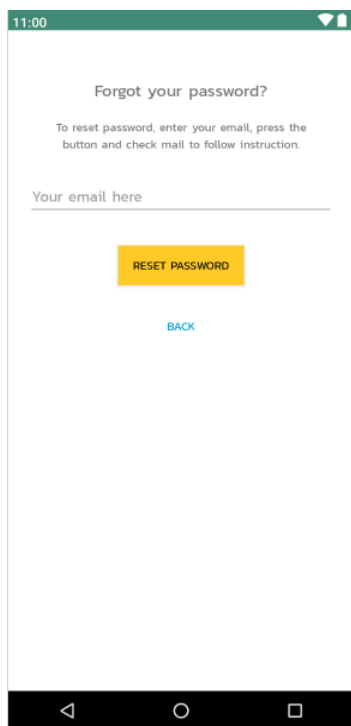 11:00
Forgot your password?
To reset password, enter your email, press the
button and check mail to follow instruction.
Your email here
RESET PASSWORD
BACK